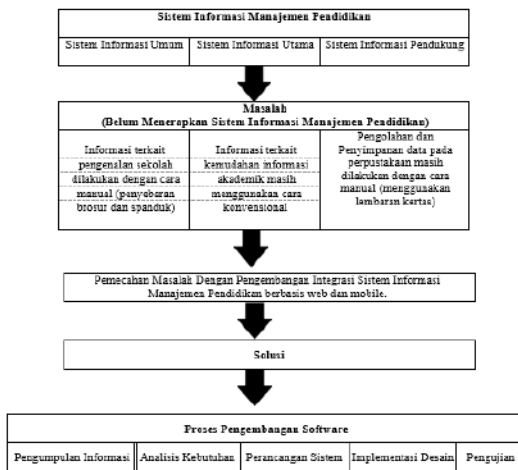 Sistem Informasi Manajemen Pendidikan
Sistem Informasi Umum
Sistem Informasi Utama
Sistem Informasi Pendukung
Masalah
(Belum Menerapkan Sistem Informasi Manajemen Pendidikan)
Informasi terkait
pengenalan sekolah
dilakukan dengan cara
manual (penyebaran
brosur dan spanduk)
Informasi terkait
kemudahan informasi
akademik masih
menggunakan cara
konvensional
Pengolahan dan
Penyimpanan data pada
perpustakaan masih
dilakukan dengan cara
manual (menggunakan
lembaran kertas)
Pemecahan Masalah Dengan Pengembangan Integrasi Sistem Informasi
Manajemen Pendidikan berbasis web dan mobile.
Solusi
Proses Pengembangan Software
Pengumpulan Informasi
Analisis Kebutuhan
Perancangan Sistem
Implementasi Desain
Pengujian